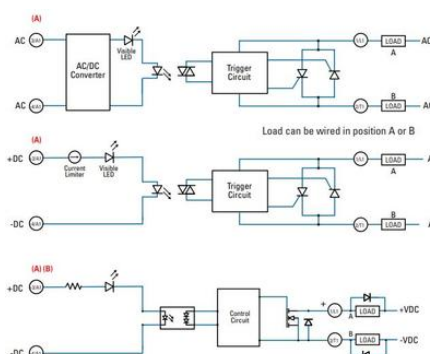 (A)
AC
Visible
LED
AC/DC
Converter
Trigger
Circuit
LOAD
A
B
AC
LOAD
Load can be wired in position A or B
(A)
+DC
Current
Limiter
Visible
LED
Trigger
Circuit
LOAD
A
B
-DC
LOAD
(A) (B)
+DC
Control
Circuit
+
LOAD
+VDC
A
B
LOAD
-VDC
-DC